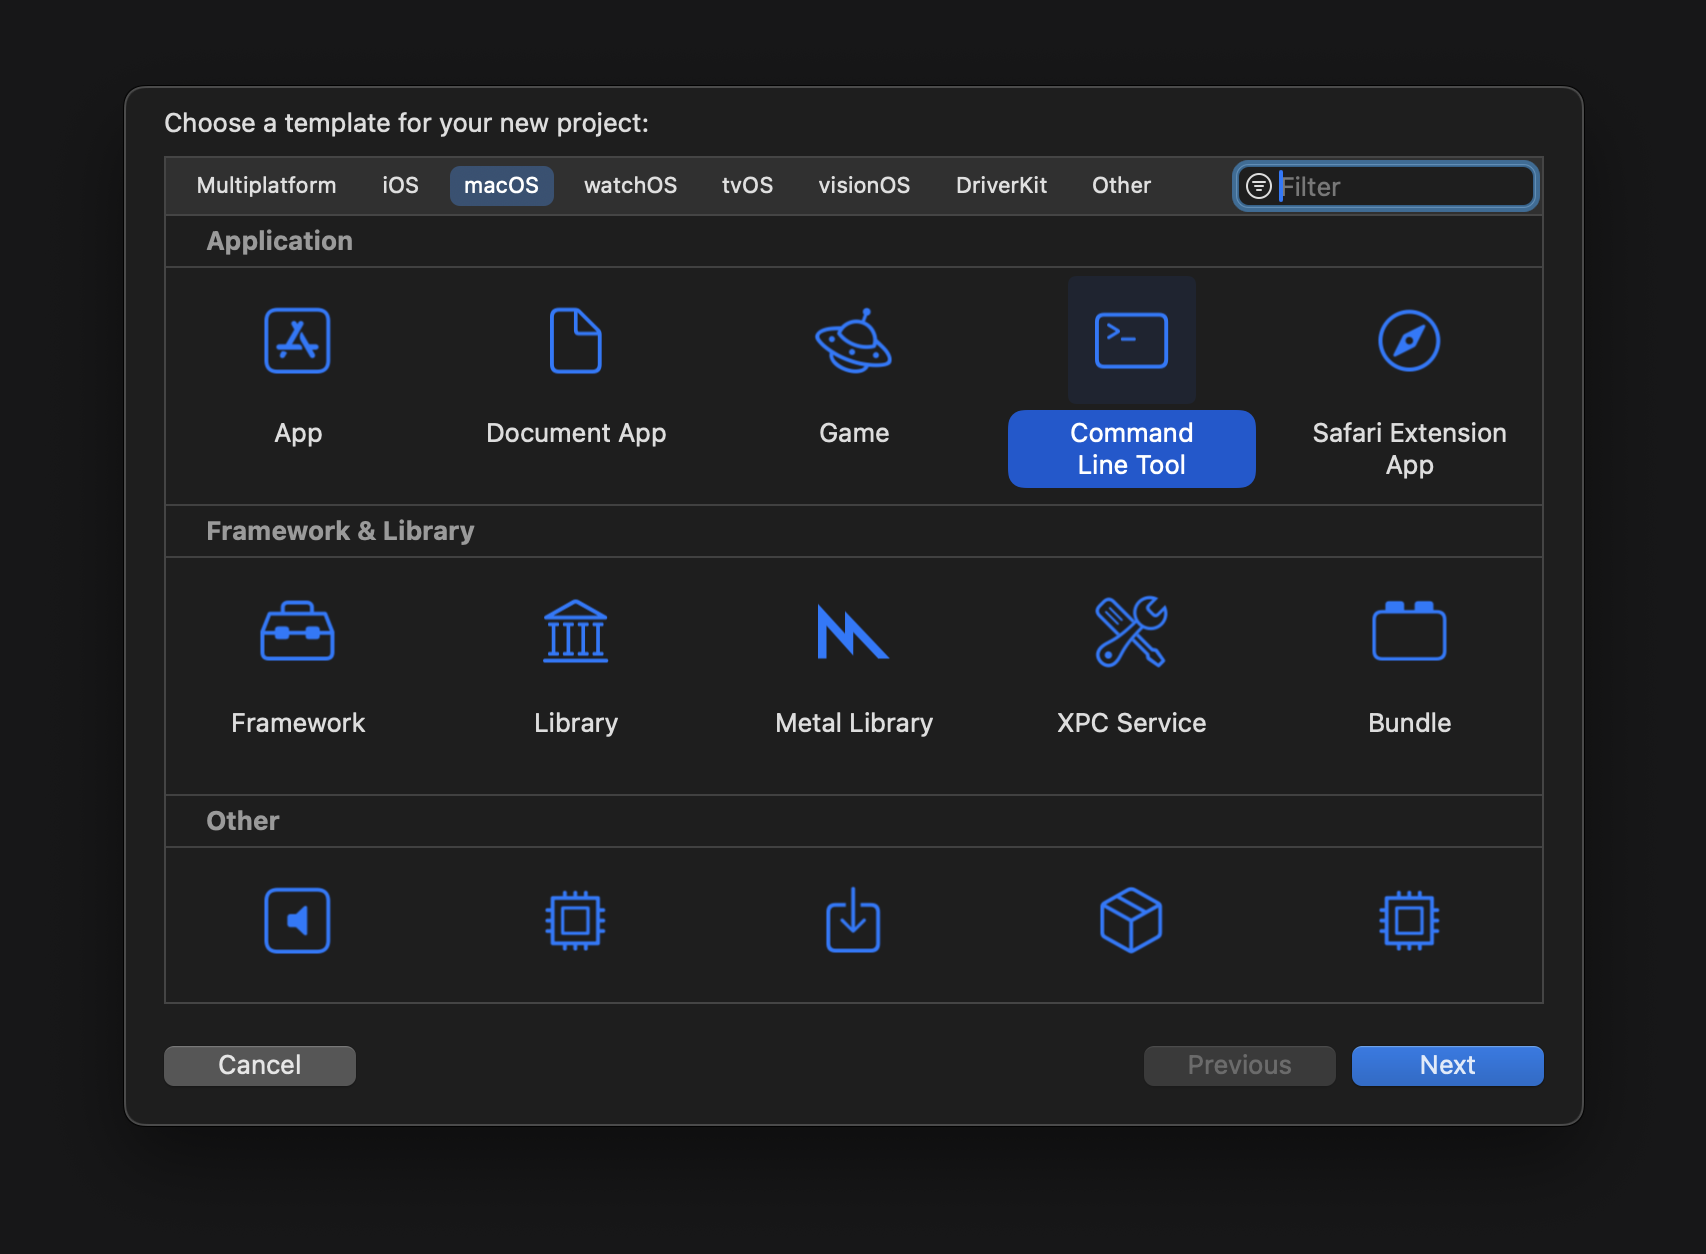 Choose a template for your new project:
Multiplatform iOS macOS watchOS tvOS visionOS DriverKit Other Filter
Application
App Document App Game Command Line Tool Safari Extension App
Framework & Library
Framework Library Metal Library XPC Service Bundle
Other
Cancel Previous Next